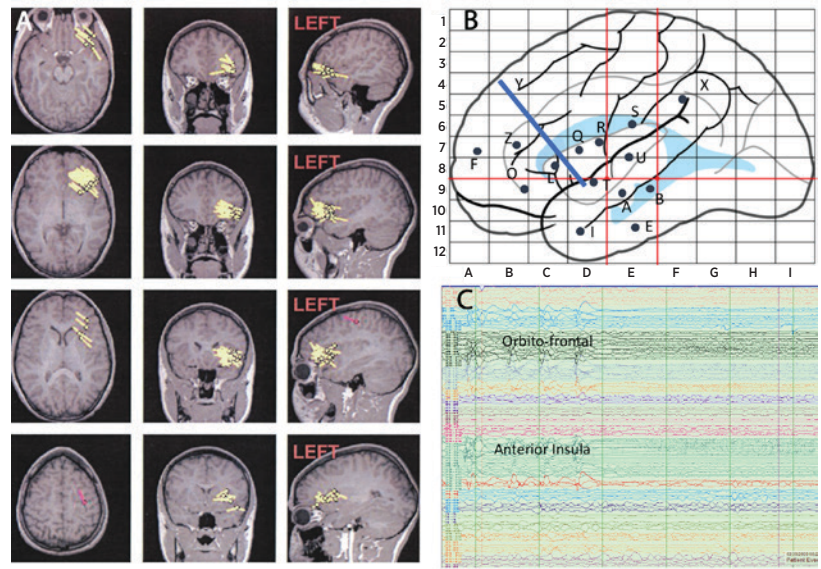 A
LEFT
LEFT
LEFT
LEFT
B
1
2
3
4
5
6
7
8
9
10
11
12
A B C D E F G H I
Y
X
S
R
Q
Z
F
U
L
T
O
A
B
I
E
C
Orbito-frontal
Anterior Insula